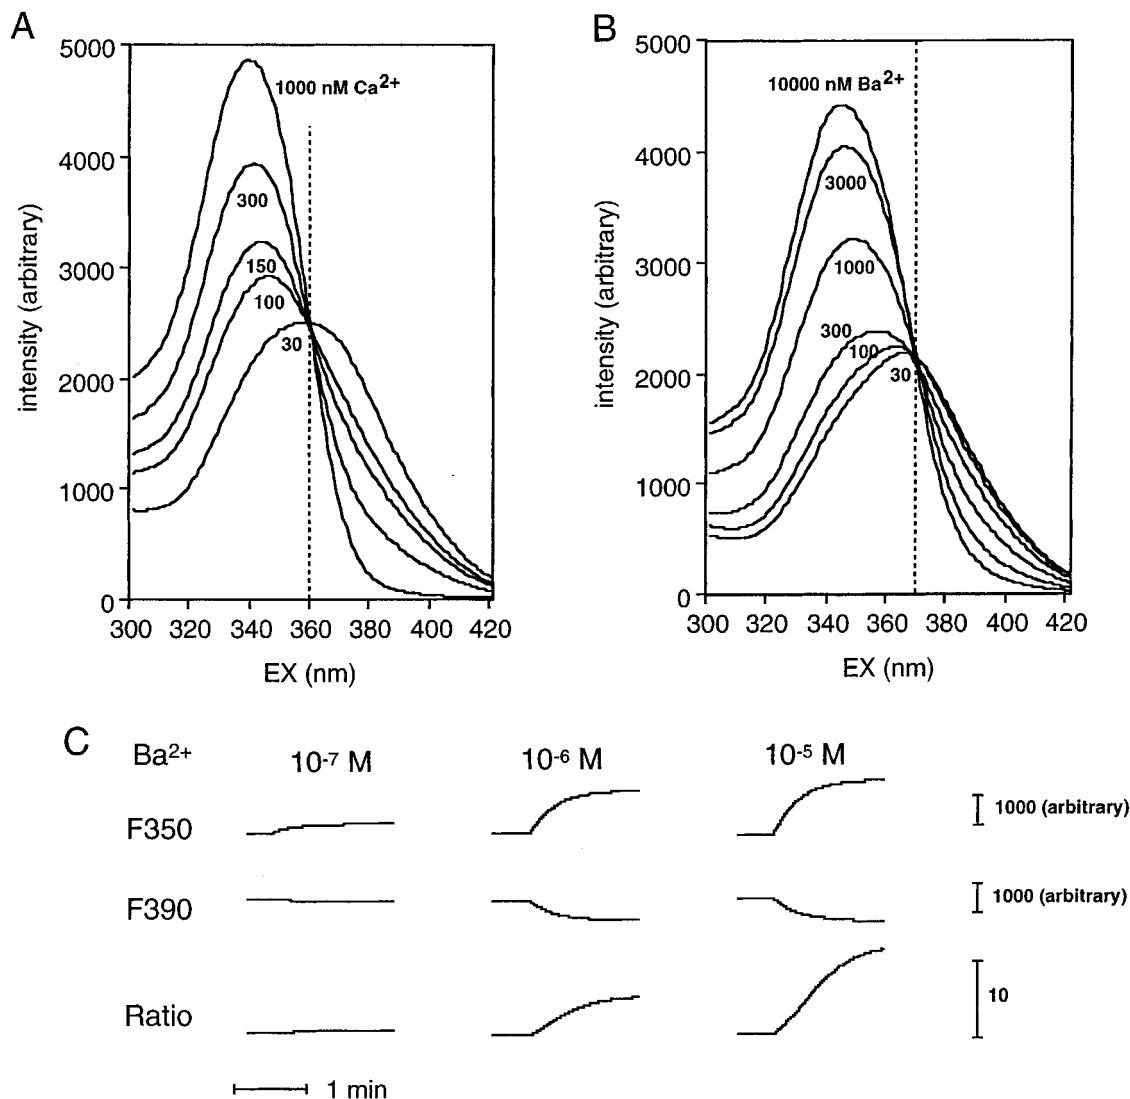 A
5000
4000
3000
2000
1000
0
intensity (arbitrary)
1000 nM Ca2+
300
150
100
30
300 320 340 360 380 400 420
EX (nm)
B
5000
4000
3000
2000
1000
0
intensity (arbitrary)
10000 nM Ba2+
3000
1000
300
100
30
300 320 340 360 380 400 420
EX (nm)
C
Ba2+ 10-7 M 10-6 M 10-5 M
F350 1000 (arbitrary)
F390 1000 (arbitrary)
Ratio 10
1 min